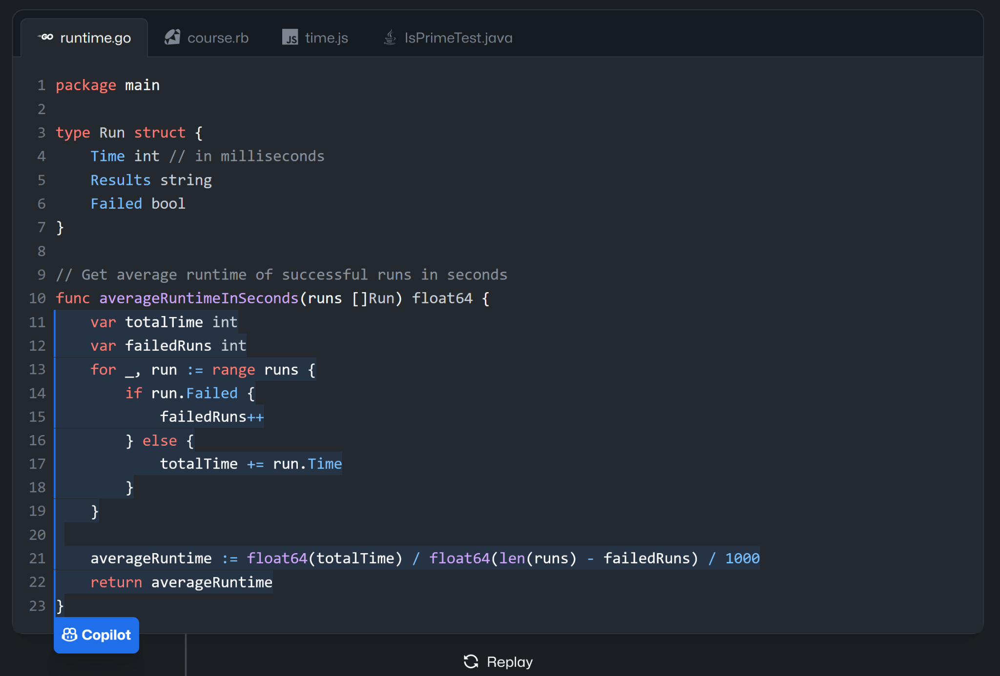 GO runtime.go course.rb JS time.js IsPrimeTest.java
1 package main
2
3 type Run struct {
4     Time int // in milliseconds
5     Results string
6     Failed bool
7 }
8
9 // Get average runtime of successful runs in seconds
10 func averageRuntimeInSeconds(runs []Run) float64 {
11     var totalTime int
12     var failedRuns int
13     for _, run := range runs {
14         if run.Failed {
15             failedRuns++
16         } else {
17             totalTime += run.Time
18         }
19     }
20
21     averageRuntime := float64(totalTime) / float64(len(runs) - failedRuns) / 1000
22     return averageRuntime
23 }
Copilot
Replay